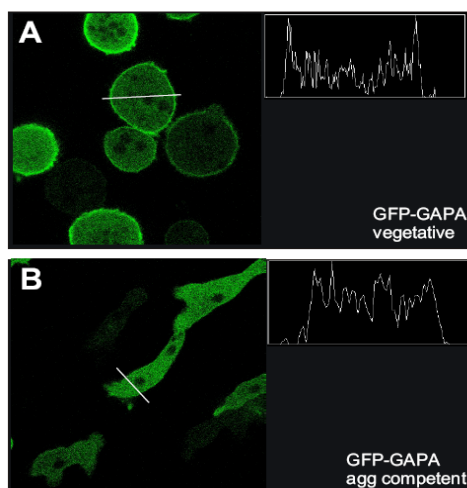 A
GFP-GAPA
vegetative
B
GFP-GAPA
agg competent